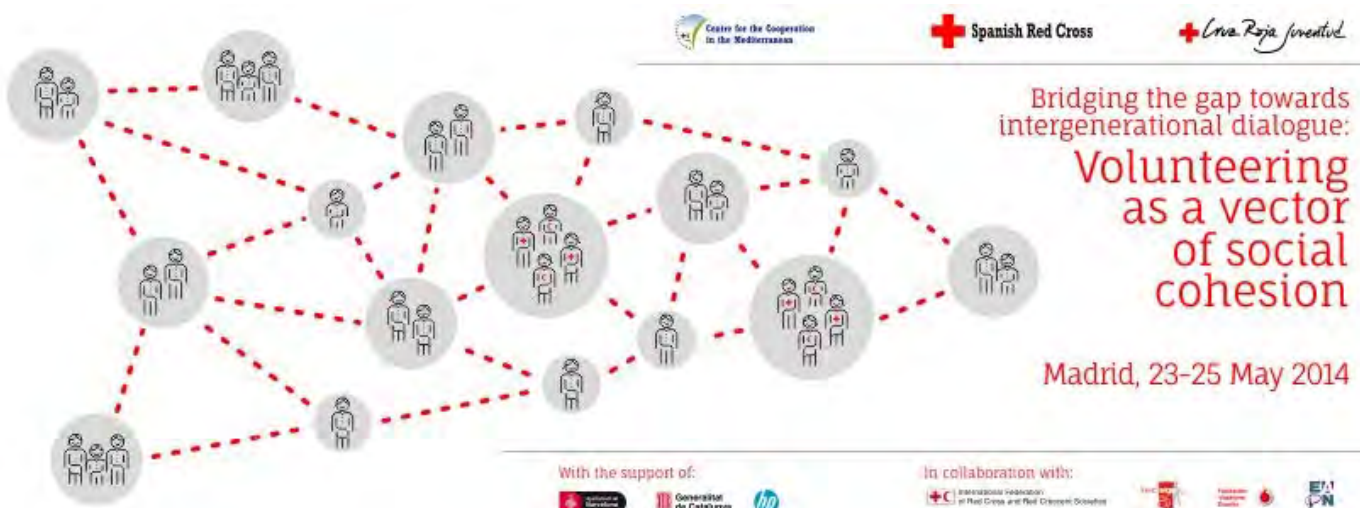 Centre for the Cooperation
in the Mediterranean
Spanish Red Cross
Cruz Roja Juventud
Bridging the gap towards
intergenerational dialogue:
Volunteering
as a vector
of social
cohesion
Madrid, 23-25 May 2014
With the support of:
In collaboration with:
Generalitat
de Catalunya
hp
International Federation
of Red Cross and Red Crescent Societies